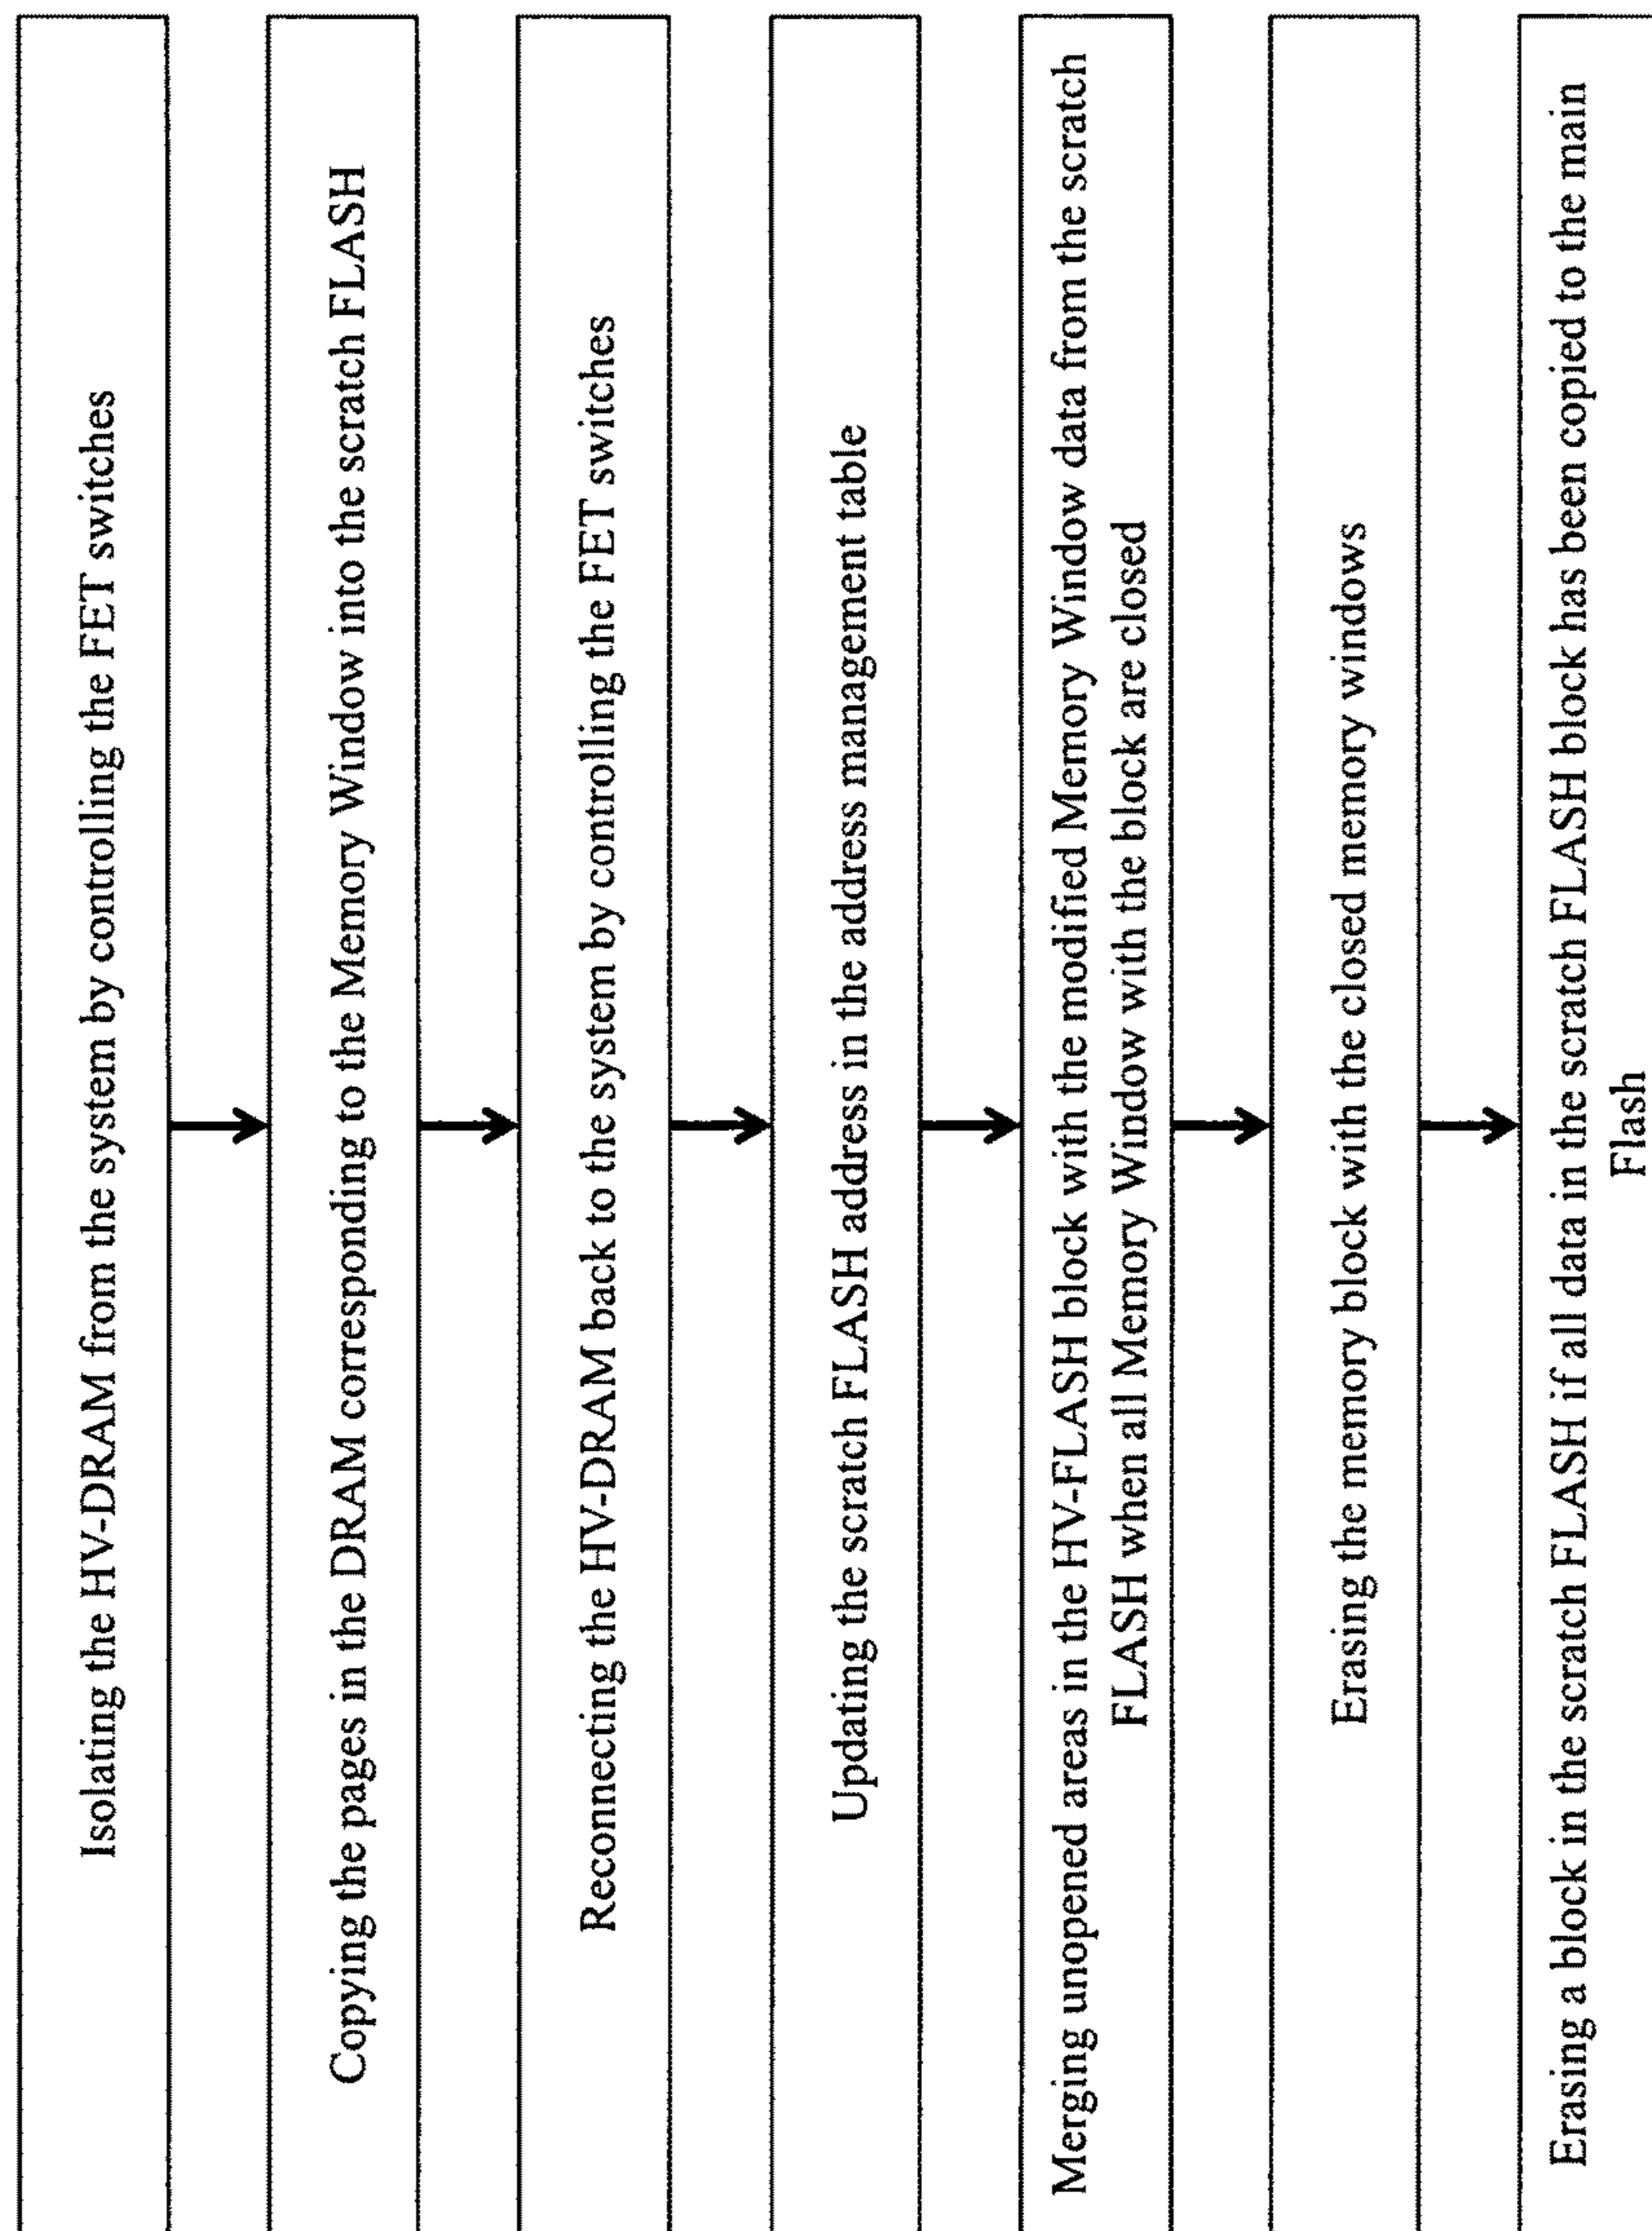 Isolating the HV-DRAM from the system by controlling the FET switches
Copying the pages in the DRAM corresponding to the Memory Window into the scratch FLASH
Reconnecting the HV-DRAM back to the system by controlling the FET switches
Updating the scratch FLASH address in the address management table
Merging unopened areas in the HV-FLASH block with the modified Memory Window data from the scratch
FLASH when all Memory Window with the block are closed
Erasing the memory block with the closed memory windows
Erasing a block in the scratch FLASH if all data in the scratch FLASH block has been copied to the main
Flash